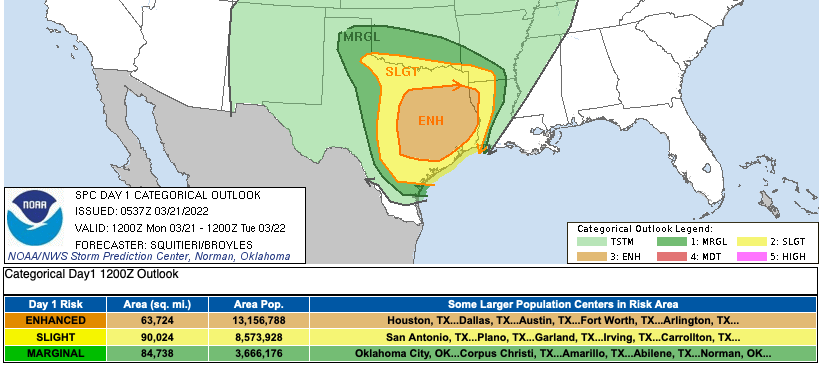 MRGL
SLGT
ENH
NOAA
SPC DAY 1 CATEGORICAL OUTLOOK
ISSUED: 0537Z 03/21/2022
VALID: 1200Z Mon 03/21 - 1200Z Tue 03/22
FORECASTER: SQUITIERI/BROYLES
NOAA/NWS Storm Prediction Center, Norman, Oklahoma
Categorical Outlook Legend:
TSTM 1: MRGL 2: SLGT
3: ENH 4: MDT 5: HIGH
Categorical Day1 1200Z Outlook
Day 1 Risk Area (sq. mi.) Area Pop. Some Larger Population Centers in Risk Area
ENHANCED 63,724 13,156,788 Houston, TX...Dallas, TX...Austin, TX...Fort Worth, TX...Arlington, TX...
SLIGHT 90,024 8,573,928 San Antonio, TX...Plano, TX...Garland, TX...Irving, TX...Carrollton, TX...
MARGINAL 84,738 3,666,176 Oklahoma City, OK...Corpus Christi, TX...Amarillo, TX...Abilene, TX...Norman, OK...